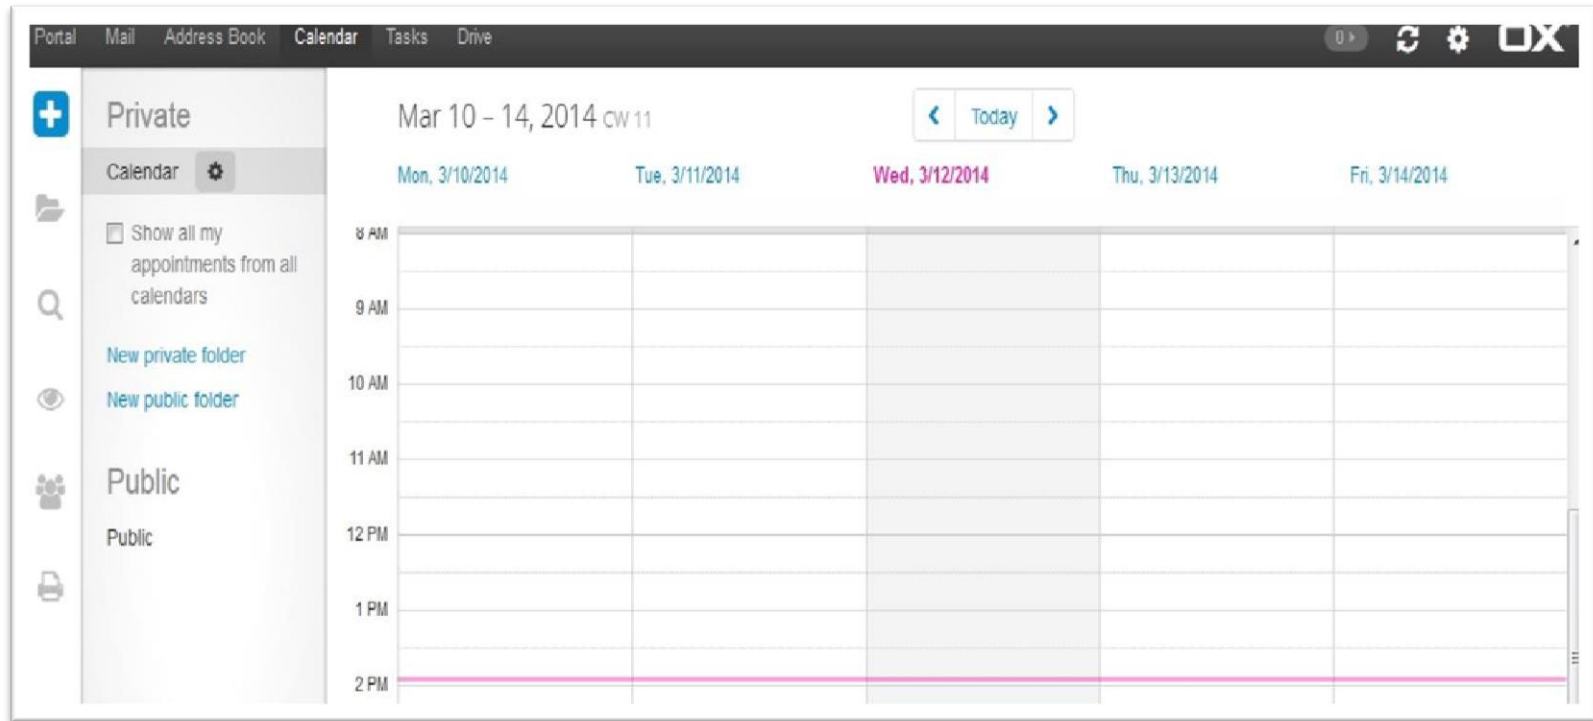 Portal Mail Address Book Calendar Tasks Drive 0 OX
Private
Calendar
Show all my
appointments from all
calendars
New private folder
New public folder
Public
Public
Mar 10 – 14, 2014 CW 11
Today
Mon, 3/10/2014 Tue, 3/11/2014 Wed, 3/12/2014 Thu, 3/13/2014 Fri, 3/14/2014
8 AM
9 AM
10 AM
11 AM
12 PM
1 PM
2 PM